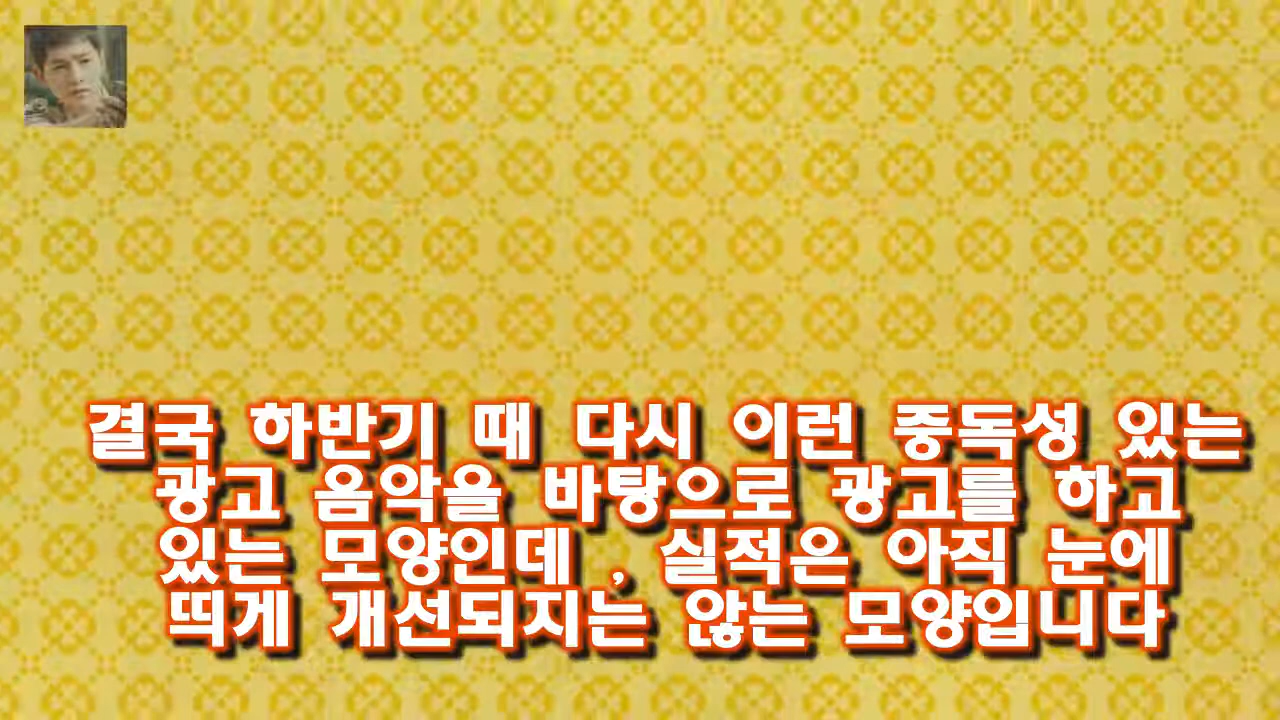 결국 하반기 때 다시 이런 중독성 있는
광고 음악을 바탕으로 광고를 하고
있는 모양인데 , 실적은 아직 눈에
띄게 개선되지는 않는 모양입니다